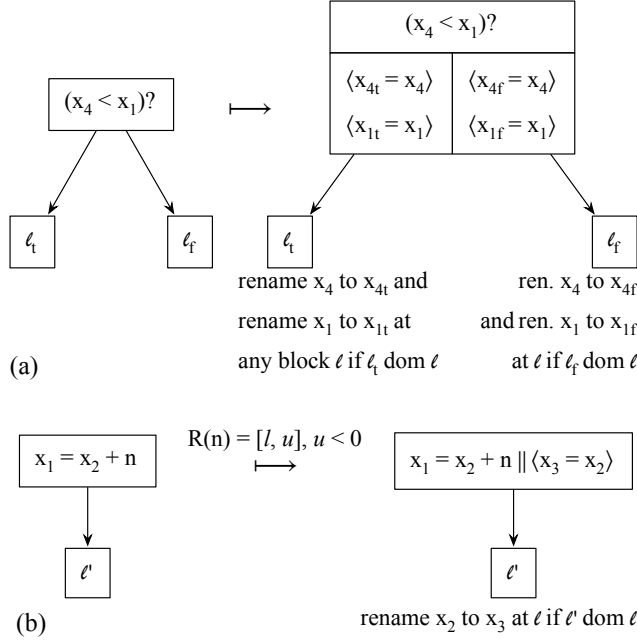 (x₄ < x₁)?
ℓt
ℓf
↦
(x₄ < x₁)?
⟨x₄t = x₄⟩
⟨x₁t = x₁⟩
⟨x₄f = x₄⟩
⟨x₁f = x₁⟩
ℓt
rename x₄ to x₄t and
rename x₁ to x₁t at
any block ℓ if ℓt dom ℓ
ℓf
ren. x₄ to x₄f
and ren. x₁ to x₁f
at ℓ if ℓf dom ℓ
(a)
x₁ = x₂ + n
ℓ'
R(n) = [l, u], u < 0
↦
x₁ = x₂ + n || ⟨x₃ = x₂⟩
ℓ'
rename x₂ to x₃ at ℓ if ℓ' dom ℓ
(b)